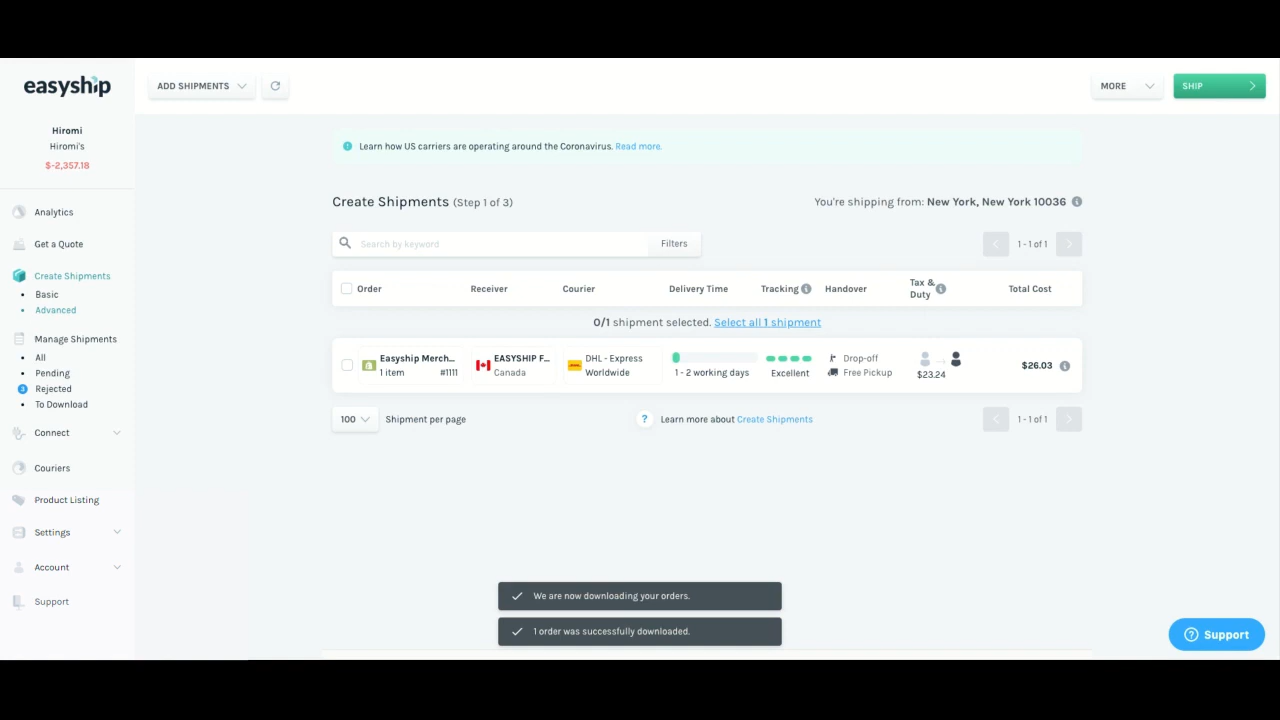 easyship
Hiromi
Hiromi's
$-2,357.18
Analytics
Get a Quote
Create Shipments
Basic
Advanced
Manage Shipments
All
Pending
3 Rejected
To Download
Connect
Couriers
Product Listing
Settings
Account
Support
ADD SHIPMENTS
MORE
SHIP
Learn how US carriers are operating around the Coronavirus. Read more.
Create Shipments (Step 1 of 3)
You're shipping from: New York, New York 10036
Search by keyword
Filters
1 - 1 of 1
Order Receiver Courier Delivery Time Tracking Handover Tax & Duty Total Cost
0/1 shipment selected. Select all 1 shipment
Easyship Merch...
1 item #1111
EASYSHIP F...
Canada
DHL - Express
Worldwide
1 - 2 working days
Excellent
Drop-off
Free Pickup
$23.24
$26.03
100 Shipment per page
? Learn more about Create Shipments
1 - 1 of 1
We are now downloading your orders.
1 order was successfully downloaded.
? Support